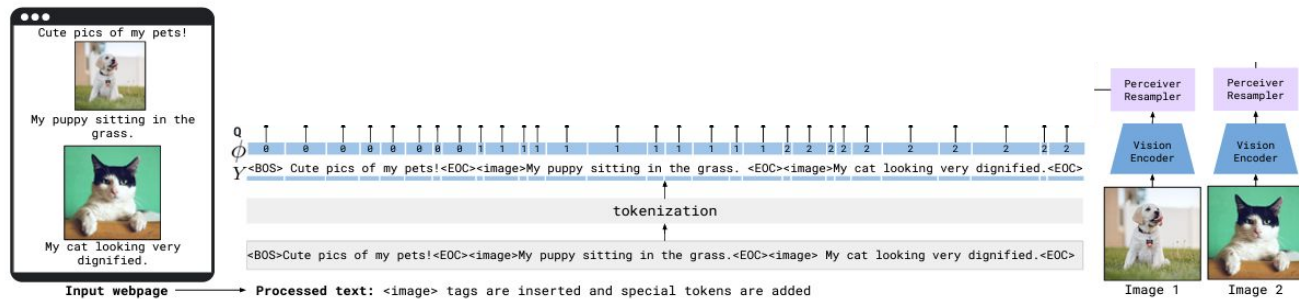 Cute pics of my pets!
My puppy sitting in the
grass.
My cat looking very
dignified.
Input webpage
Processed text: <image> tags are inserted and special tokens are added
Q
ϕ 0 0 0 0 0 0 0 0 1 1 1 1 1 1 1 1 1 1 1 2 2 2 2 2 2 2 2 2
Y <BOS> Cute pics of my pets!<EOC><image>My puppy sitting in the grass. <EOC><image>My cat looking very dignified.<EOC>
tokenization
<BOS>Cute pics of my pets!<EOC><image>My puppy sitting in the grass.<EOC><image> My cat looking very dignified.<EOC>
Perceiver
Resampler
Perceiver
Resampler
Vision
Encoder
Vision
Encoder
Image 1
Image 2